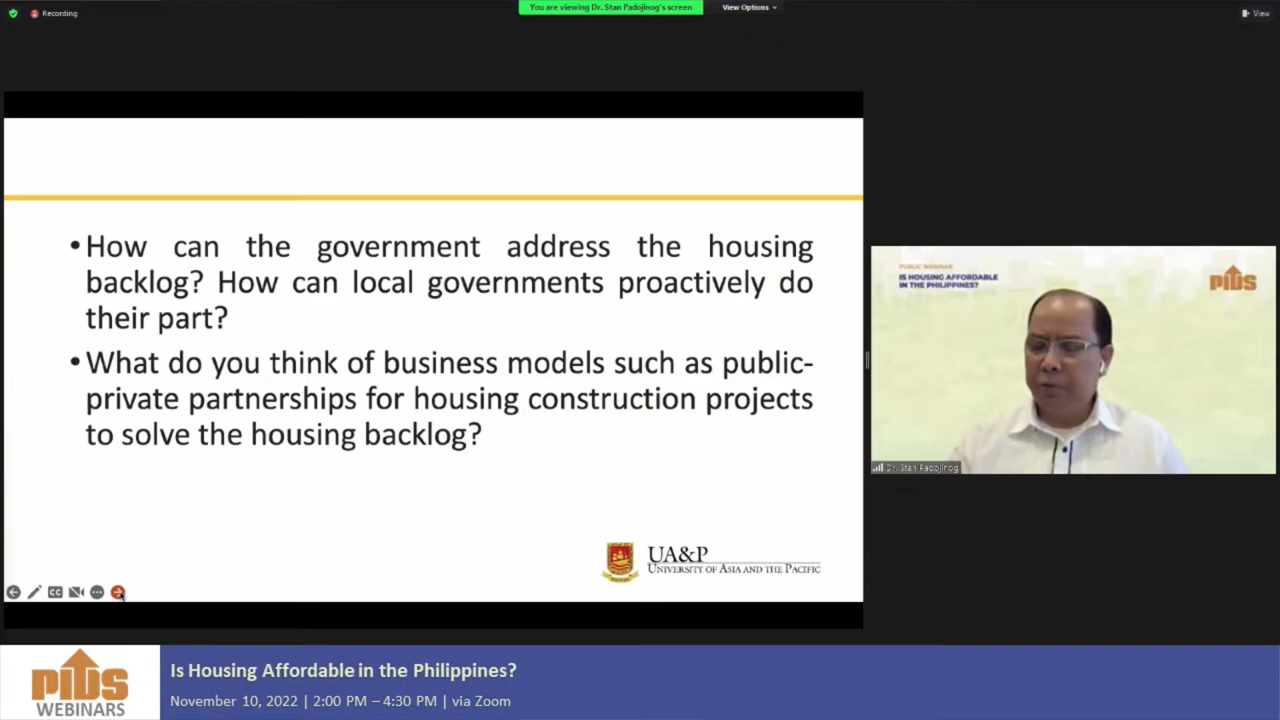 Recording
You are viewing Dr. Stan Padojinog's screen
View Options
View
•How can the government address the housing
backlog? How can local governments proactively do
their part?
•What do you think of business models such as public-
private partnerships for housing construction projects
to solve the housing backlog?
UA&P
UNIVERSITY OF ASIA AND THE PACIFIC
CC
PUBLIC WEBINAR
IS HOUSING AFFORDABLE
IN THE PHILIPPINES?
PIDS
Dr. Stan Padojinog
PIDS
WEBINARS
Is Housing Affordable in the Philippines?
November 10, 2022 | 2:00 PM – 4:30 PM | via Zoom